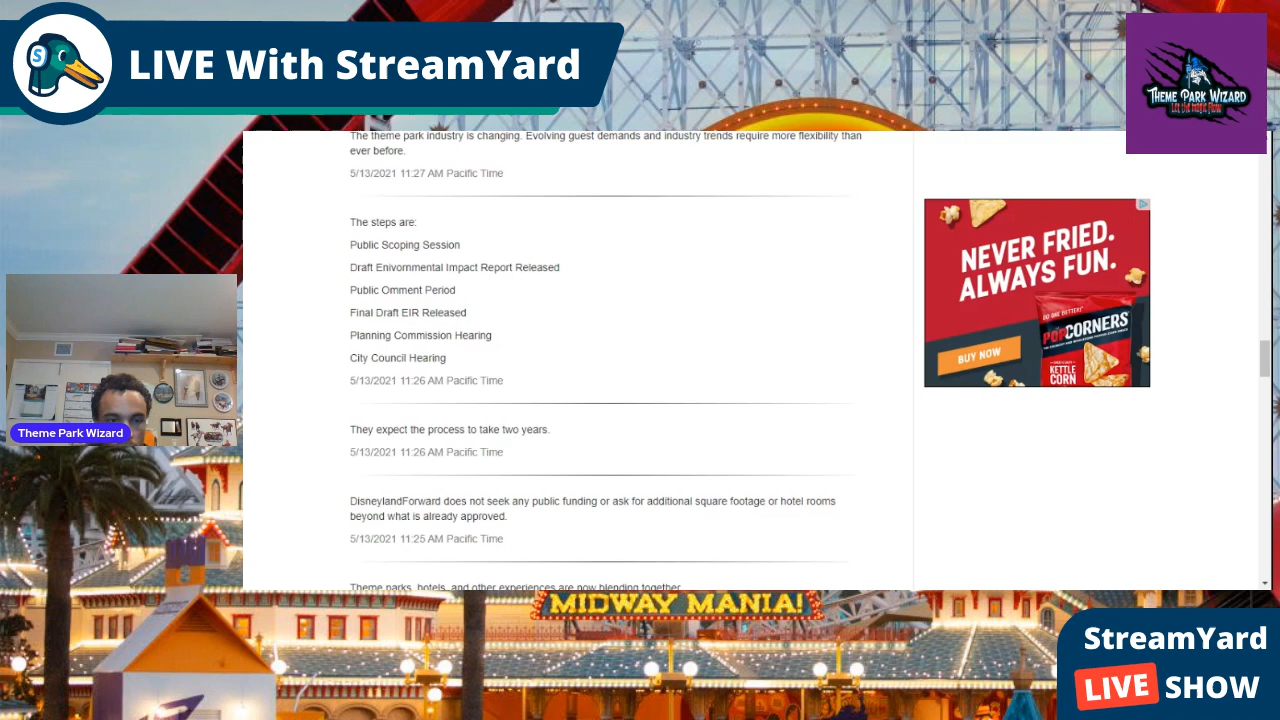 S
LIVE With StreamYard
THEME PARK WIZARD
Let the Magic Flow
The theme park industry is changing. Evolving guest demands and industry trends require more flexibility than
ever before.
5/13/2021 11:27 AM Pacific Time
The steps are:
Public Scoping Session
Draft Enivornmental Impact Report Released
Public Omment Period
Final Draft EIR Released
Planning Commission Hearing
City Council Hearing
5/13/2021 11:26 AM Pacific Time
They expect the process to take two years.
5/13/2021 11:26 AM Pacific Time
DisneylandForward does not seek any public funding or ask for additional square footage or hotel rooms
beyond what is already approved.
5/13/2021 11:25 AM Pacific Time
Theme parks, hotels, and other experiences are now blending together.
NEVER FRIED.
ALWAYS FUN.
BUY NOW
DO ONE BETTER!
POPCORNERS
KETTLE
CORN
Theme Park Wizard
MIDWAY MANIA!
StreamYard
LIVE SHOW